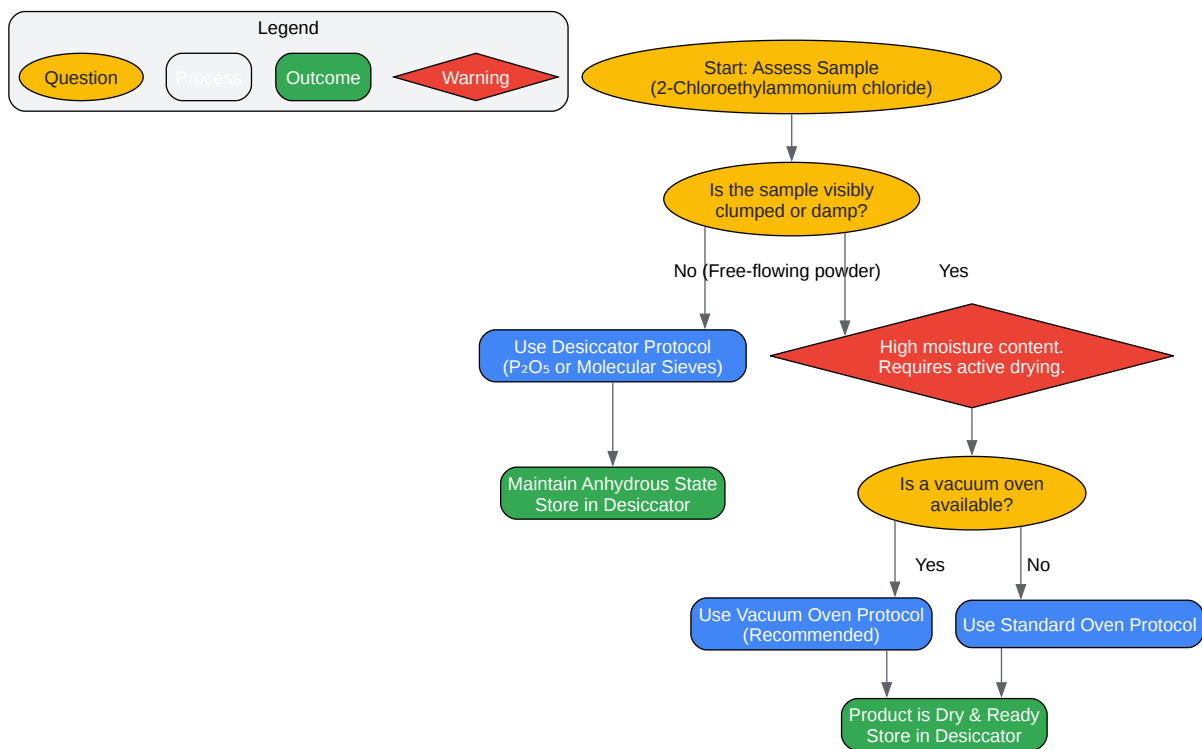 Legend
Question
Process
Outcome
Warning
Start: Assess Sample
(2-Chloroethylammonium chloride)
Is the sample visibly
clumped or damp?
No (Free-flowing powder)
Yes
Use Desiccator Protocol
(P₂O₅ or Molecular Sieves)
High moisture content.
Requires active drying.
Maintain Anhydrous State
Store in Desiccator
Is a vacuum oven
available?
Yes
No
Use Vacuum Oven Protocol
(Recommended)
Use Standard Oven Protocol
Product is Dry & Ready
Store in Desiccator